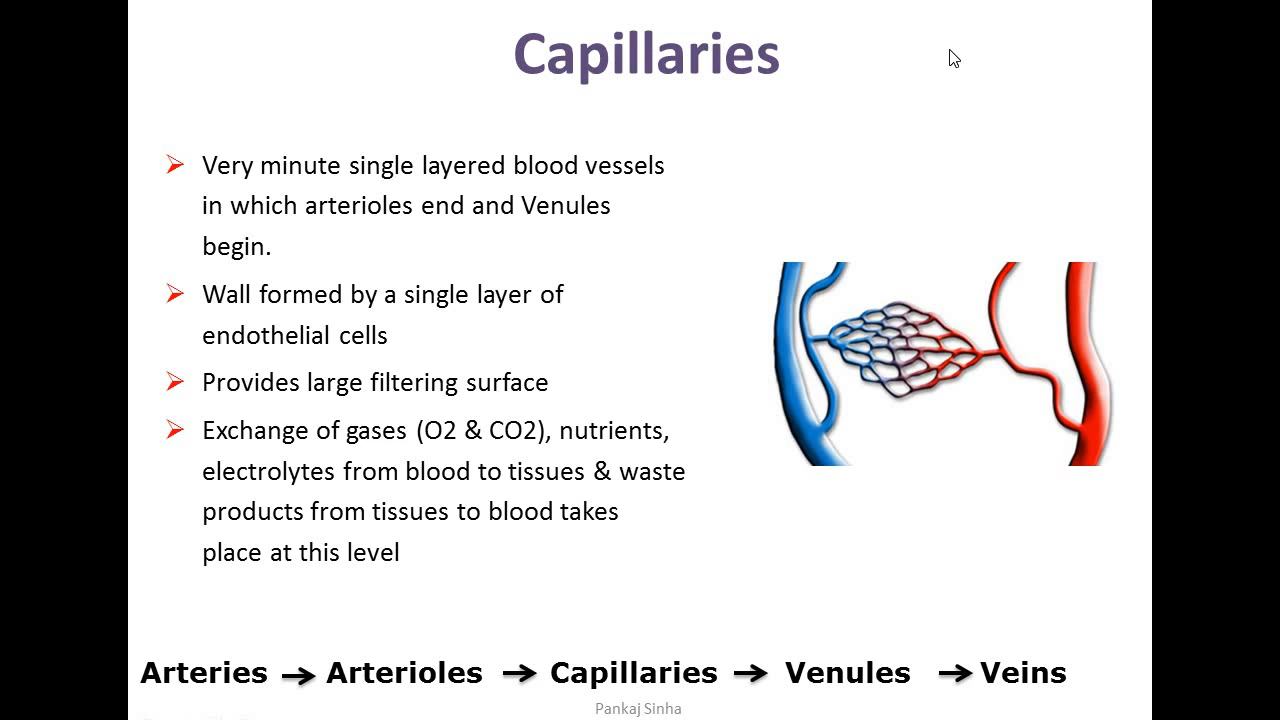 Capillaries
Very minute single layered blood vessels
in which arterioles end and Venules
begin.
Wall formed by a single layer of
endothelial cells
Provides large filtering surface
Exchange of gases (O2 & CO2), nutrients,
electrolytes from blood to tissues & waste
products from tissues to blood takes
place at this level
Arteries → Arterioles → Capillaries → Venules → Veins
Pankaj Sinha